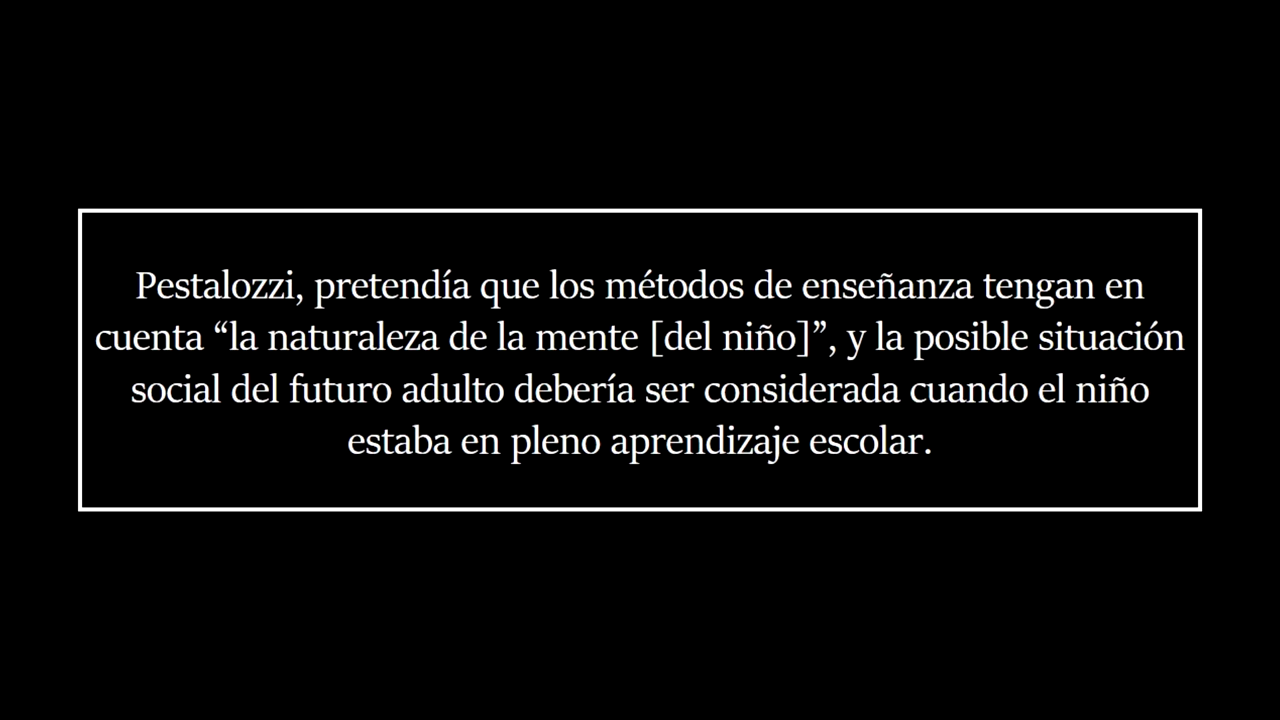 Pestalozzi, pretendía que los métodos de enseñanza tengan en
cuenta “la naturaleza de la mente [del niño]”, y la posible situación
social del futuro adulto debería ser considerada cuando el niño
estaba en pleno aprendizaje escolar.